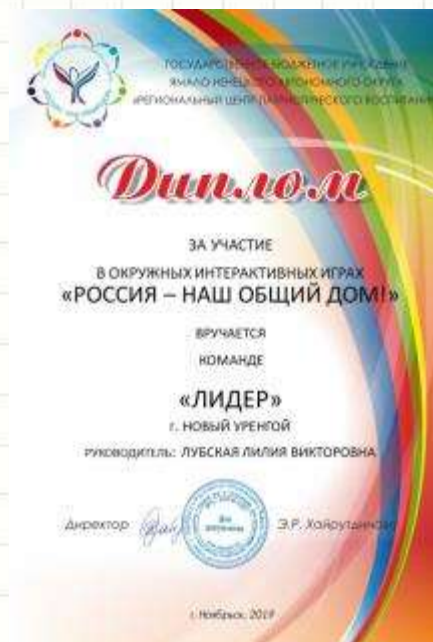 ГОСУДАРСТВЕННОЕ БЮДЖЕТНОЕ УЧРЕЖДЕНИЕ
ЯМАЛО-НЕНЕЦКОГО АВТОНОМНОГО ОКРУГА
«РЕГИОНАЛЬНЫЙ ЦЕНТР ПАТРИОТИЧЕСКОГО ВОСПИТАНИЯ»
Диплом
ЗА УЧАСТИЕ
В ОКРУЖНЫХ ИНТЕРАКТИВНЫХ ИГРАХ
«РОССИЯ – НАШ ОБЩИЙ ДОМ!»
ВРУЧАЕТСЯ
КОМАНДЕ
«ЛИДЕР»
г. НОВЫЙ УРЕНГОЙ
РУКОВОДИТЕЛЬ: ЛУБСКАЯ ЛИЛИЯ ВИКТОРОВНА
Директор Э.Р. Хайрутдинова
г. Ноябрьск, 2019